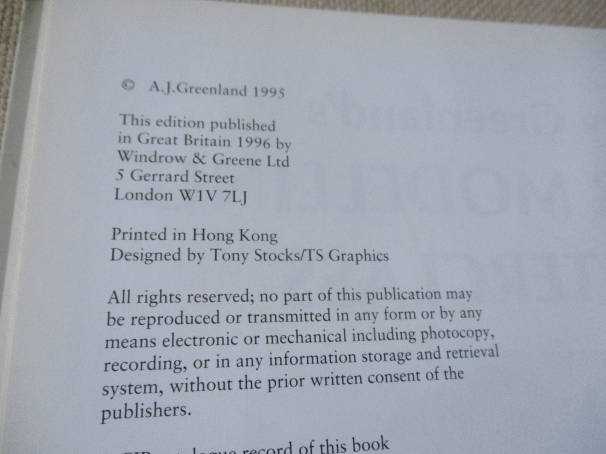 © A.J.Greenland 1995
This edition published
in Great Britain 1996 by
Windrow & Greene Ltd
5 Gerrard Street
London W1V 7LJ
Printed in Hong Kong
Designed by Tony Stocks/TS Graphics
All rights reserved; no part of this publication may
be reproduced or transmitted in any form or by any
means electronic or mechanical including photocopy,
recording, or in any information storage and retrieval
system, without the prior written consent of the
publishers.
CIP catalogue record of this book